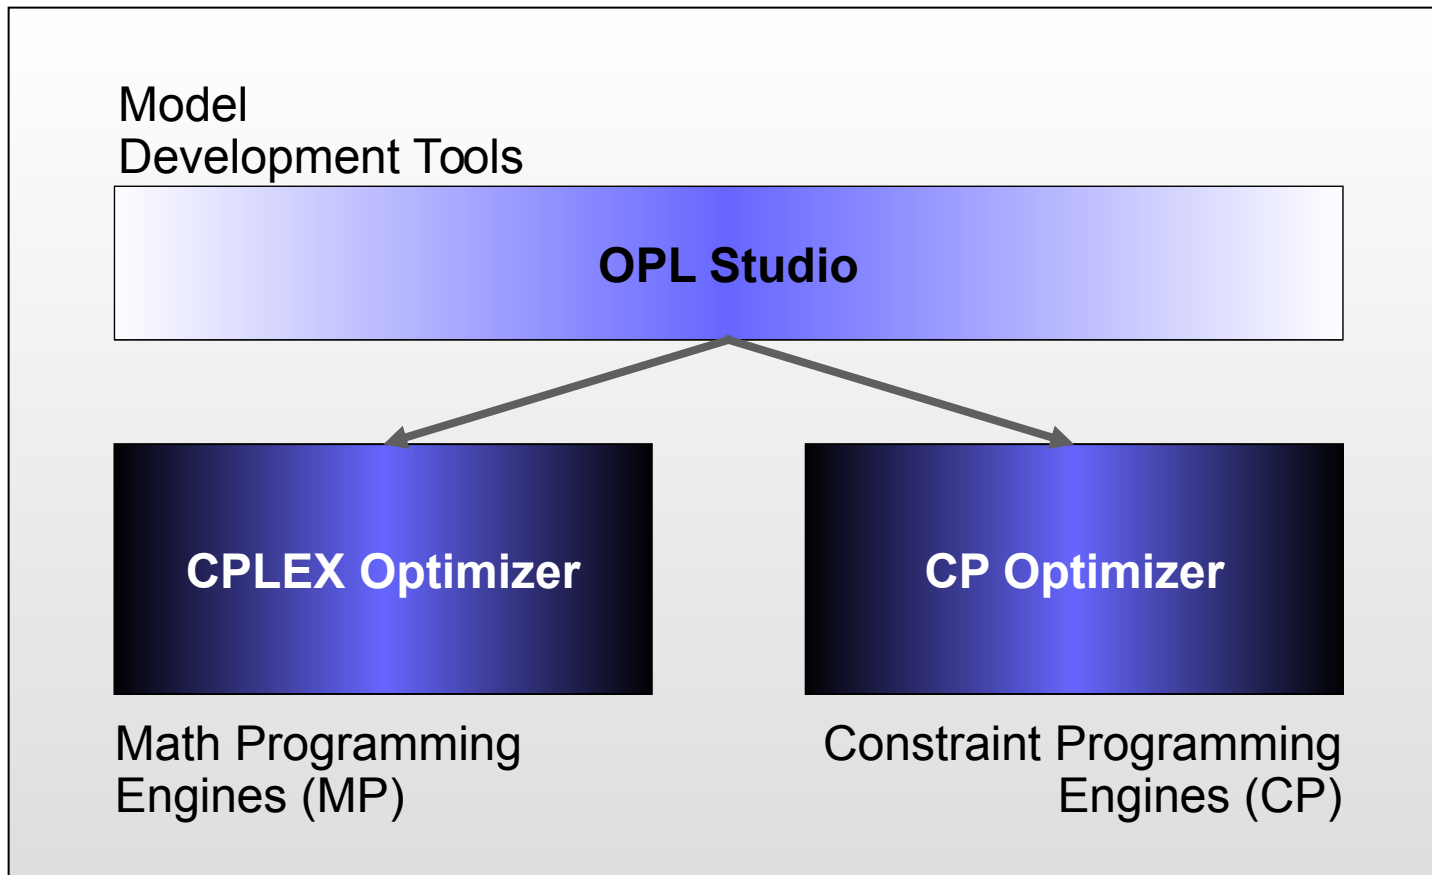 Model
Development Tools
OPL Studio
CPLEX Optimizer
CP Optimizer
Math Programming
Engines (MP)
Constraint Programming
Engines (CP)